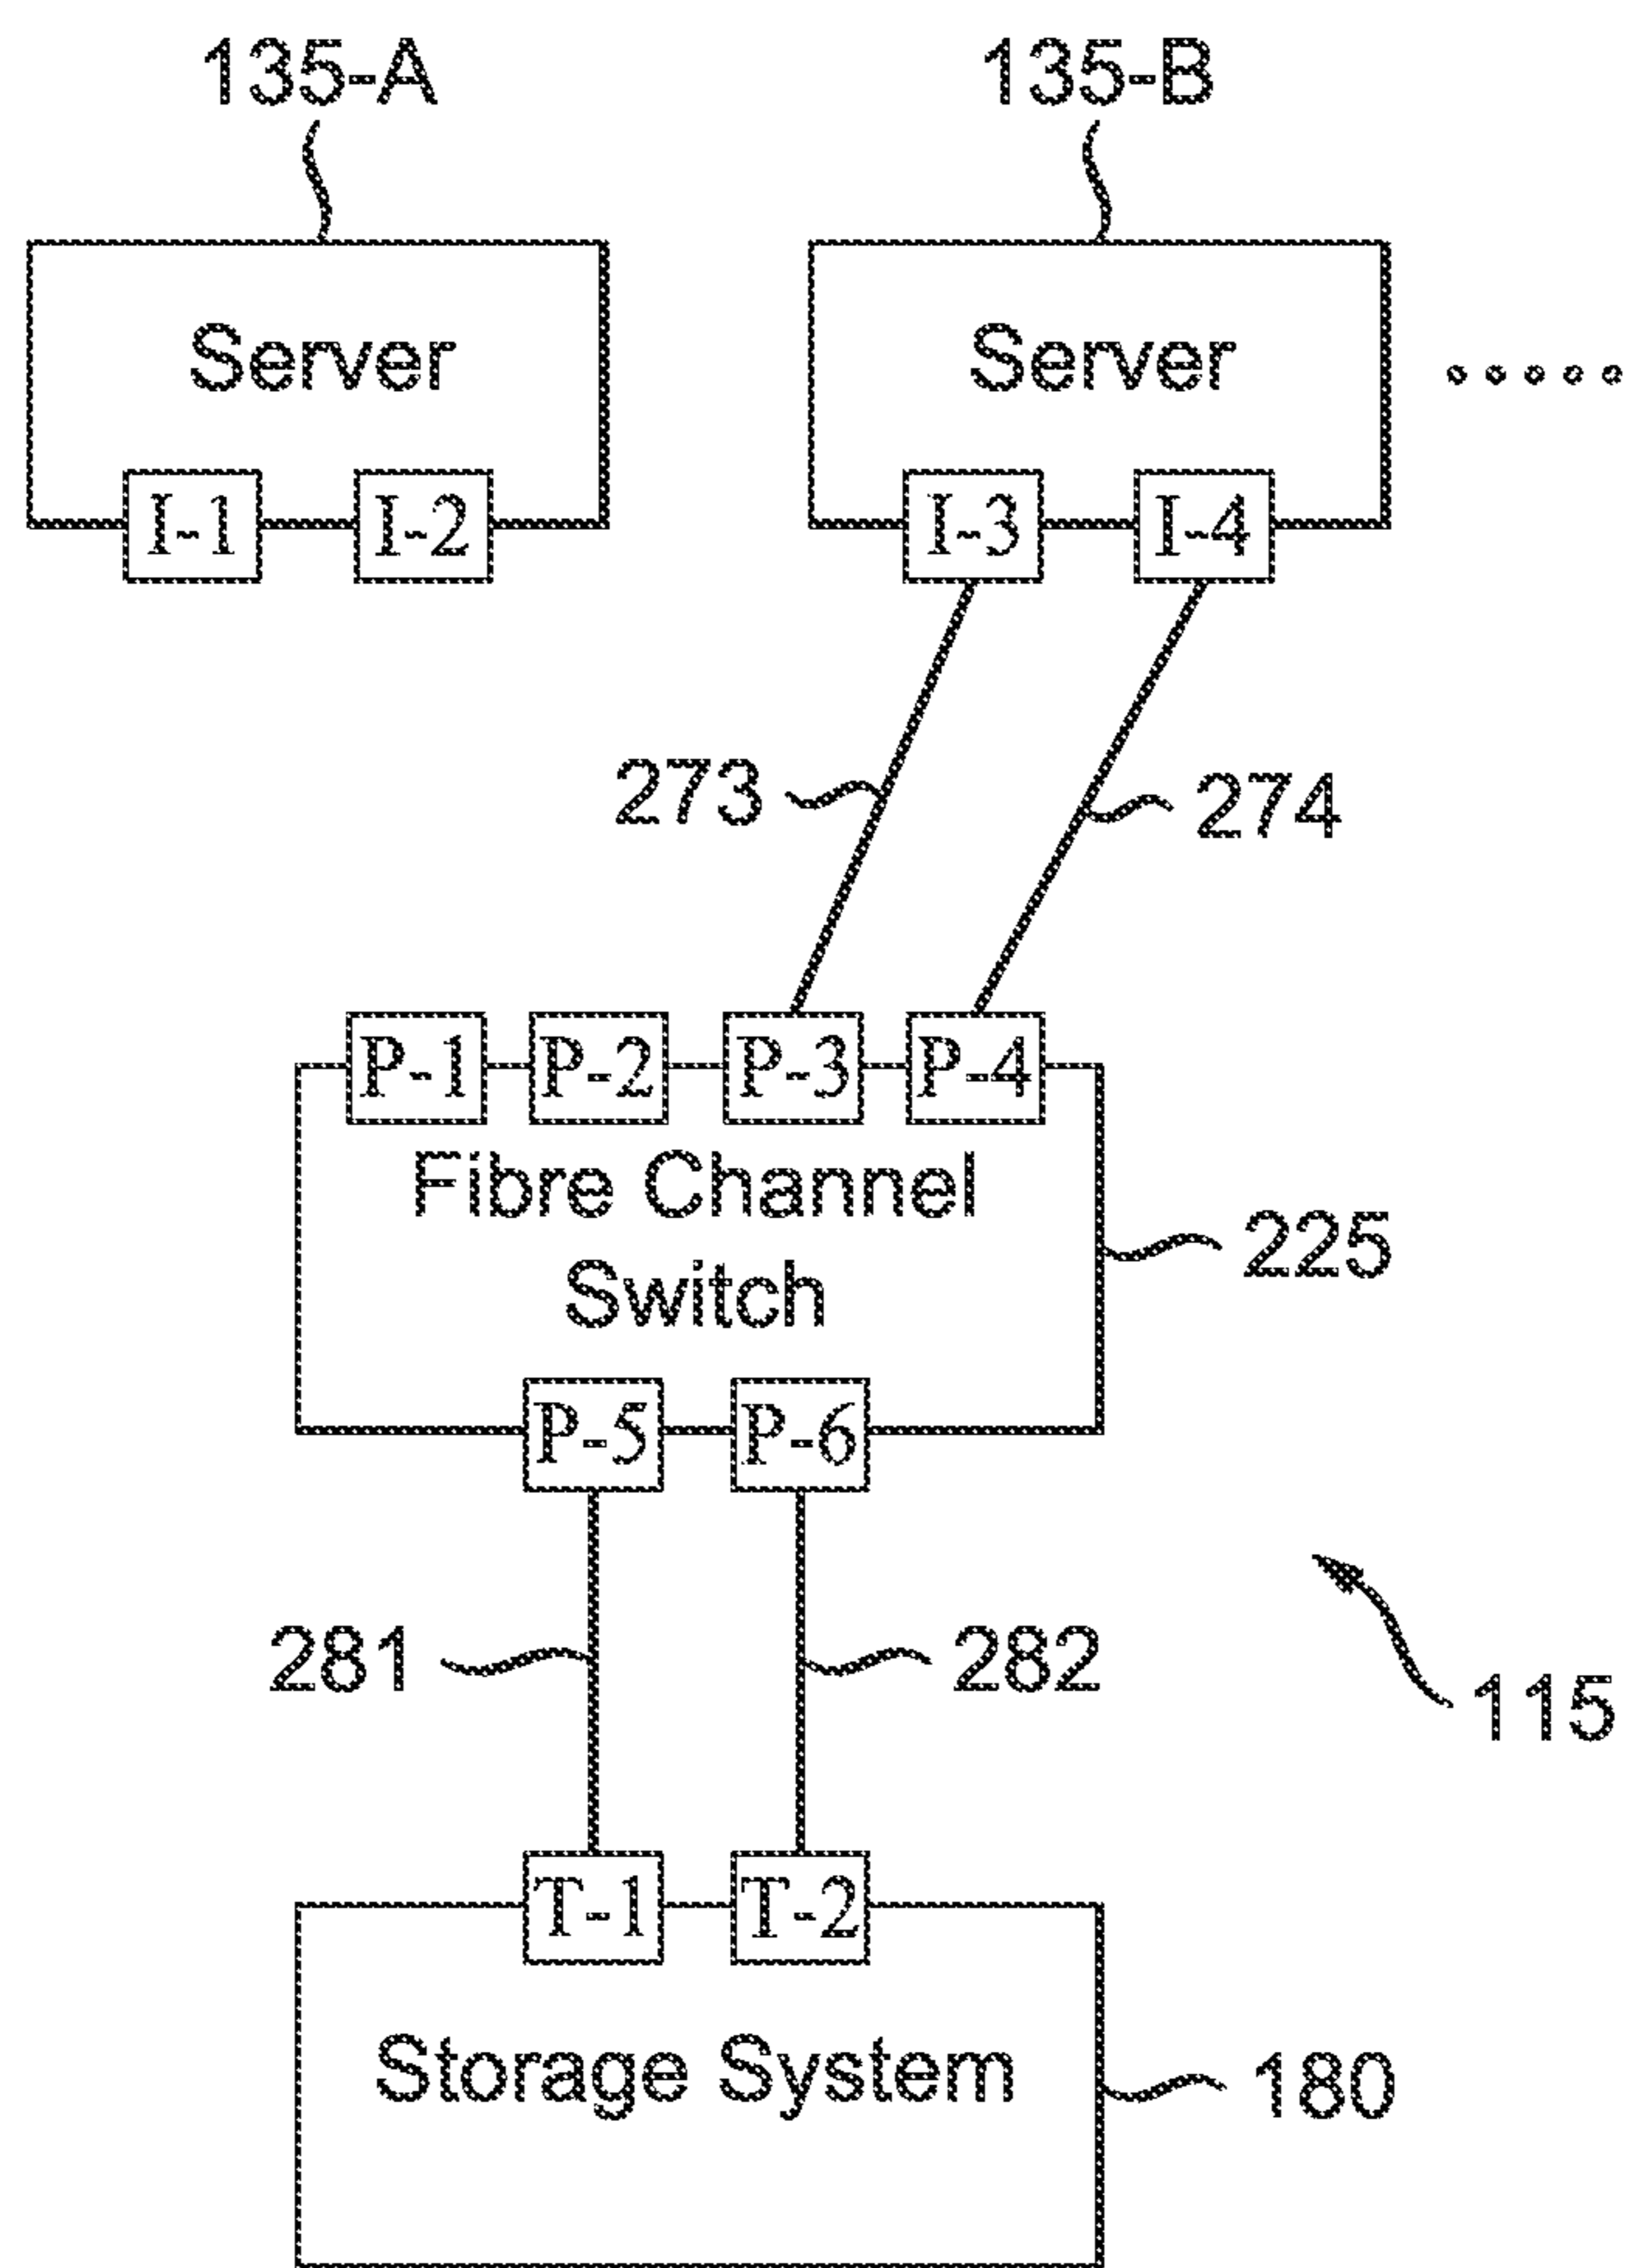 135-A 135-B
Server Server
I-1 I-2 I-3 I-4
273 274
P-1 P-2 P-3 P-4
Fibre Channel
Switch
225
P-5 P-6
281 282
115
T-1 T-2
Storage System
180